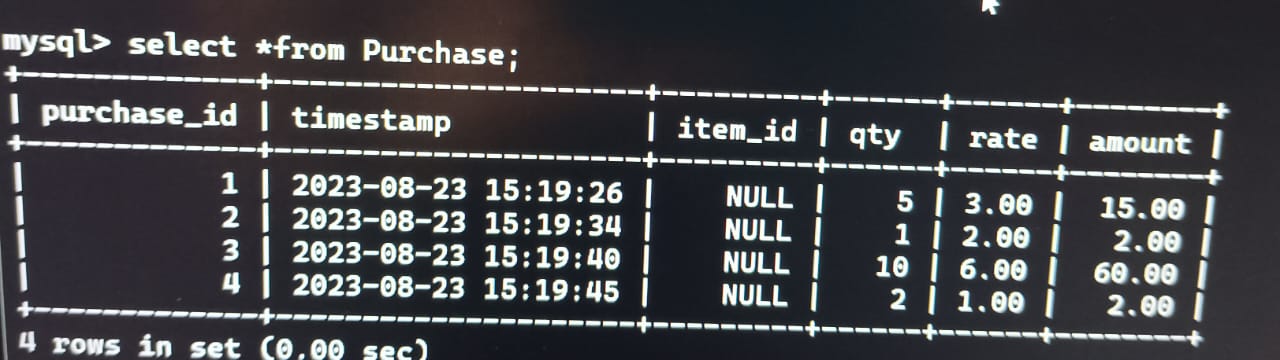 mysql> select *from Purchase;
+-------------+---------------------+---------+------+------+--------+
| purchase_id | timestamp           | item_id | qty  | rate | amount |
+-------------+---------------------+---------+------+------+--------+
|           1 | 2023-08-23 15:19:26 |    NULL |    5 | 3.00 |  15.00 |
|           2 | 2023-08-23 15:19:34 |    NULL |    1 | 2.00 |   2.00 |
|           3 | 2023-08-23 15:19:40 |    NULL |   10 | 6.00 |  60.00 |
|           4 | 2023-08-23 15:19:45 |    NULL |    2 | 1.00 |   2.00 |
+-------------+---------------------+---------+------+------+--------+
4 rows in set (0.00 sec)